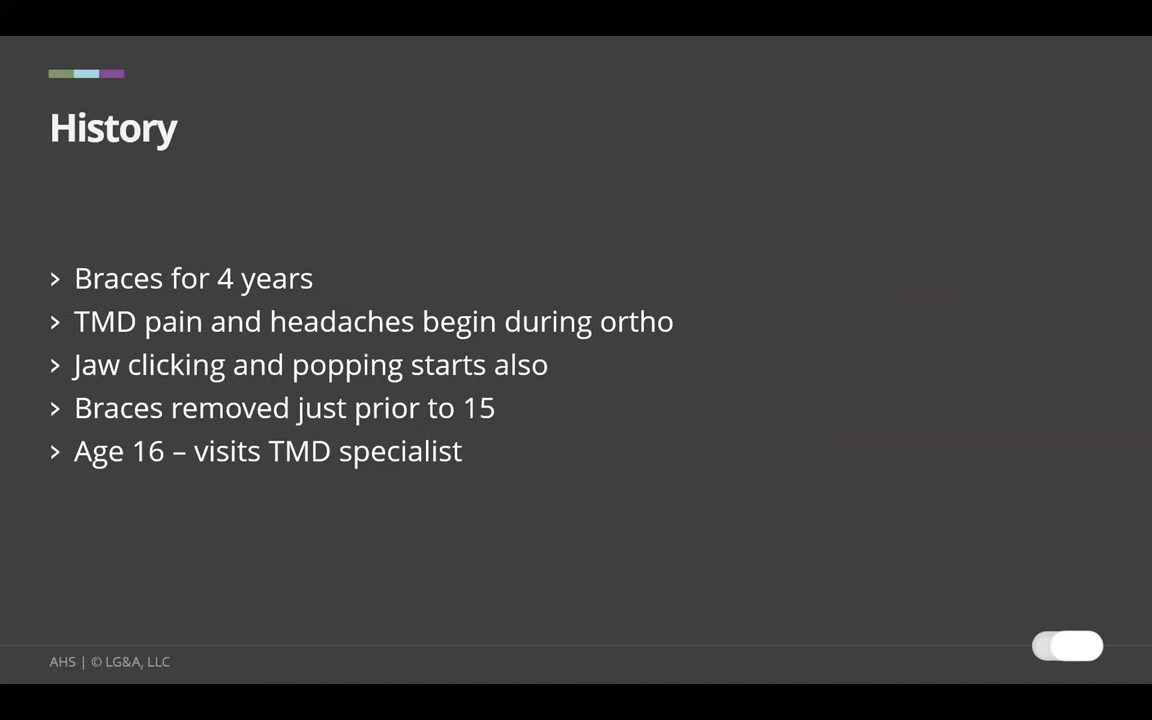 History
› Braces for 4 years
› TMD pain and headaches begin during ortho
› Jaw clicking and popping starts also
› Braces removed just prior to 15
› Age 16 – visits TMD specialist
AHS | © LG&A, LLC